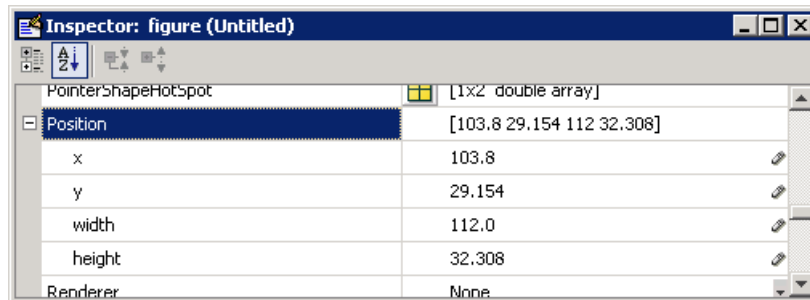 Inspector: figure (Untitled)
PointerShapeHotSpot [1x2 double array]
Position [103.8 29.154 112 32.308]
x 103.8
y 29.154
width 112.0
height 32.308
Renderer None